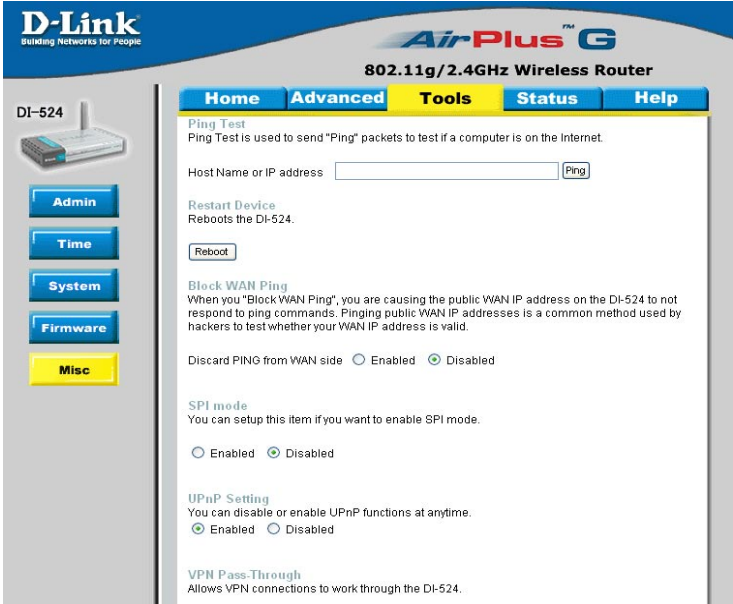 D-Link
Building Networks for People
AirPlus™ G
802.11g/2.4GHz Wireless Router
DI-524
Home Advanced Tools Status Help
Admin
Time
System
Firmware
Misc
Ping Test
Ping Test is used to send "Ping" packets to test if a computer is on the Internet.
Host Name or IP address Ping
Restart Device
Reboots the DI-524.
Reboot
Block WAN Ping
When you "Block WAN Ping", you are causing the public WAN IP address on the DI-524 to not
respond to ping commands. Pinging public WAN IP addresses is a common method used by
hackers to test whether your WAN IP address is valid.
Discard PING from WAN side Enabled Disabled
SPI mode
You can setup this item if you want to enable SPI mode.
Enabled Disabled
UPnP Setting
You can disable or enable UPnP functions at anytime.
Enabled Disabled
VPN Pass-Through
Allows VPN connections to work through the DI-524.